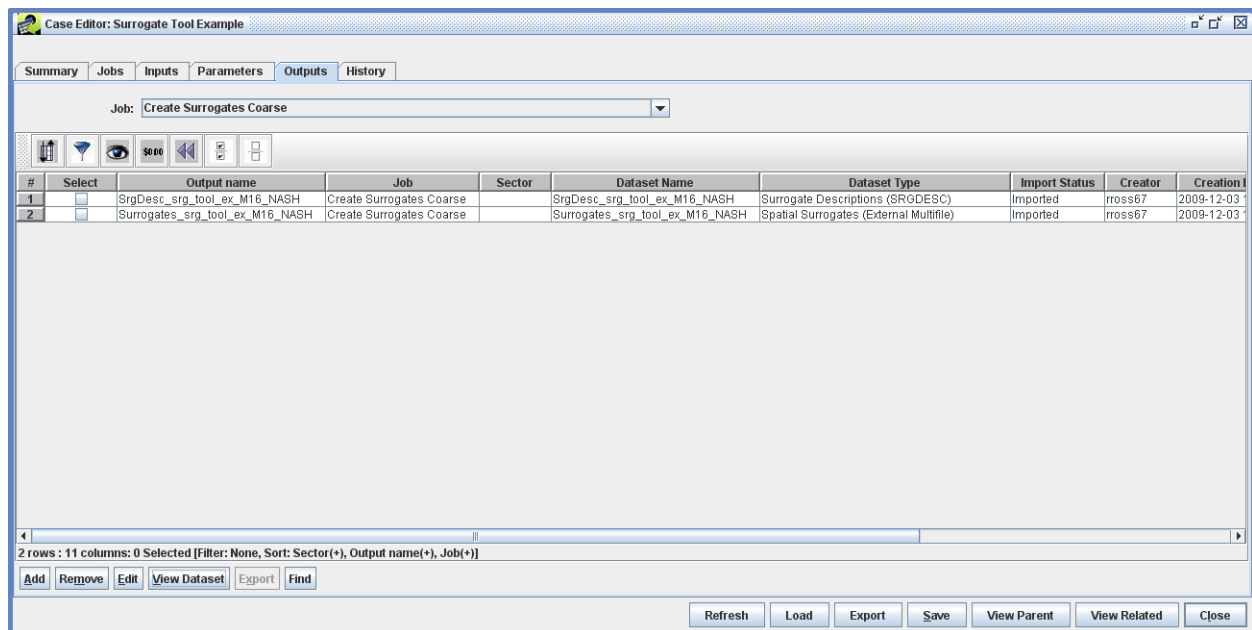 Case Editor: Surrogate Tool Example
Summary Jobs Inputs Parameters Outputs History
Job: Create Surrogates Coarse
$0.00
# Select Output name Job Sector Dataset Name Dataset Type Import Status Creator Creation
1 SrgDesc_srg_tool_ex_M16_NASH Create Surrogates Coarse SrgDesc_srg_tool_ex_M16_NASH Surrogate Descriptions (SRGDESC) Imported rross67 2009-12-03
2 Surrogates_srg_tool_ex_M16_NASH Create Surrogates Coarse Surrogates_srg_tool_ex_M16_NASH Spatial Surrogates (External Multifile) Imported rross67 2009-12-03
2 rows : 11 columns: 0 Selected [Filter: None, Sort: Sector(+), Output name(+), Job(+)]
Add Remove Edit View Dataset Export Find
Refresh Load Export Save View Parent View Related Close